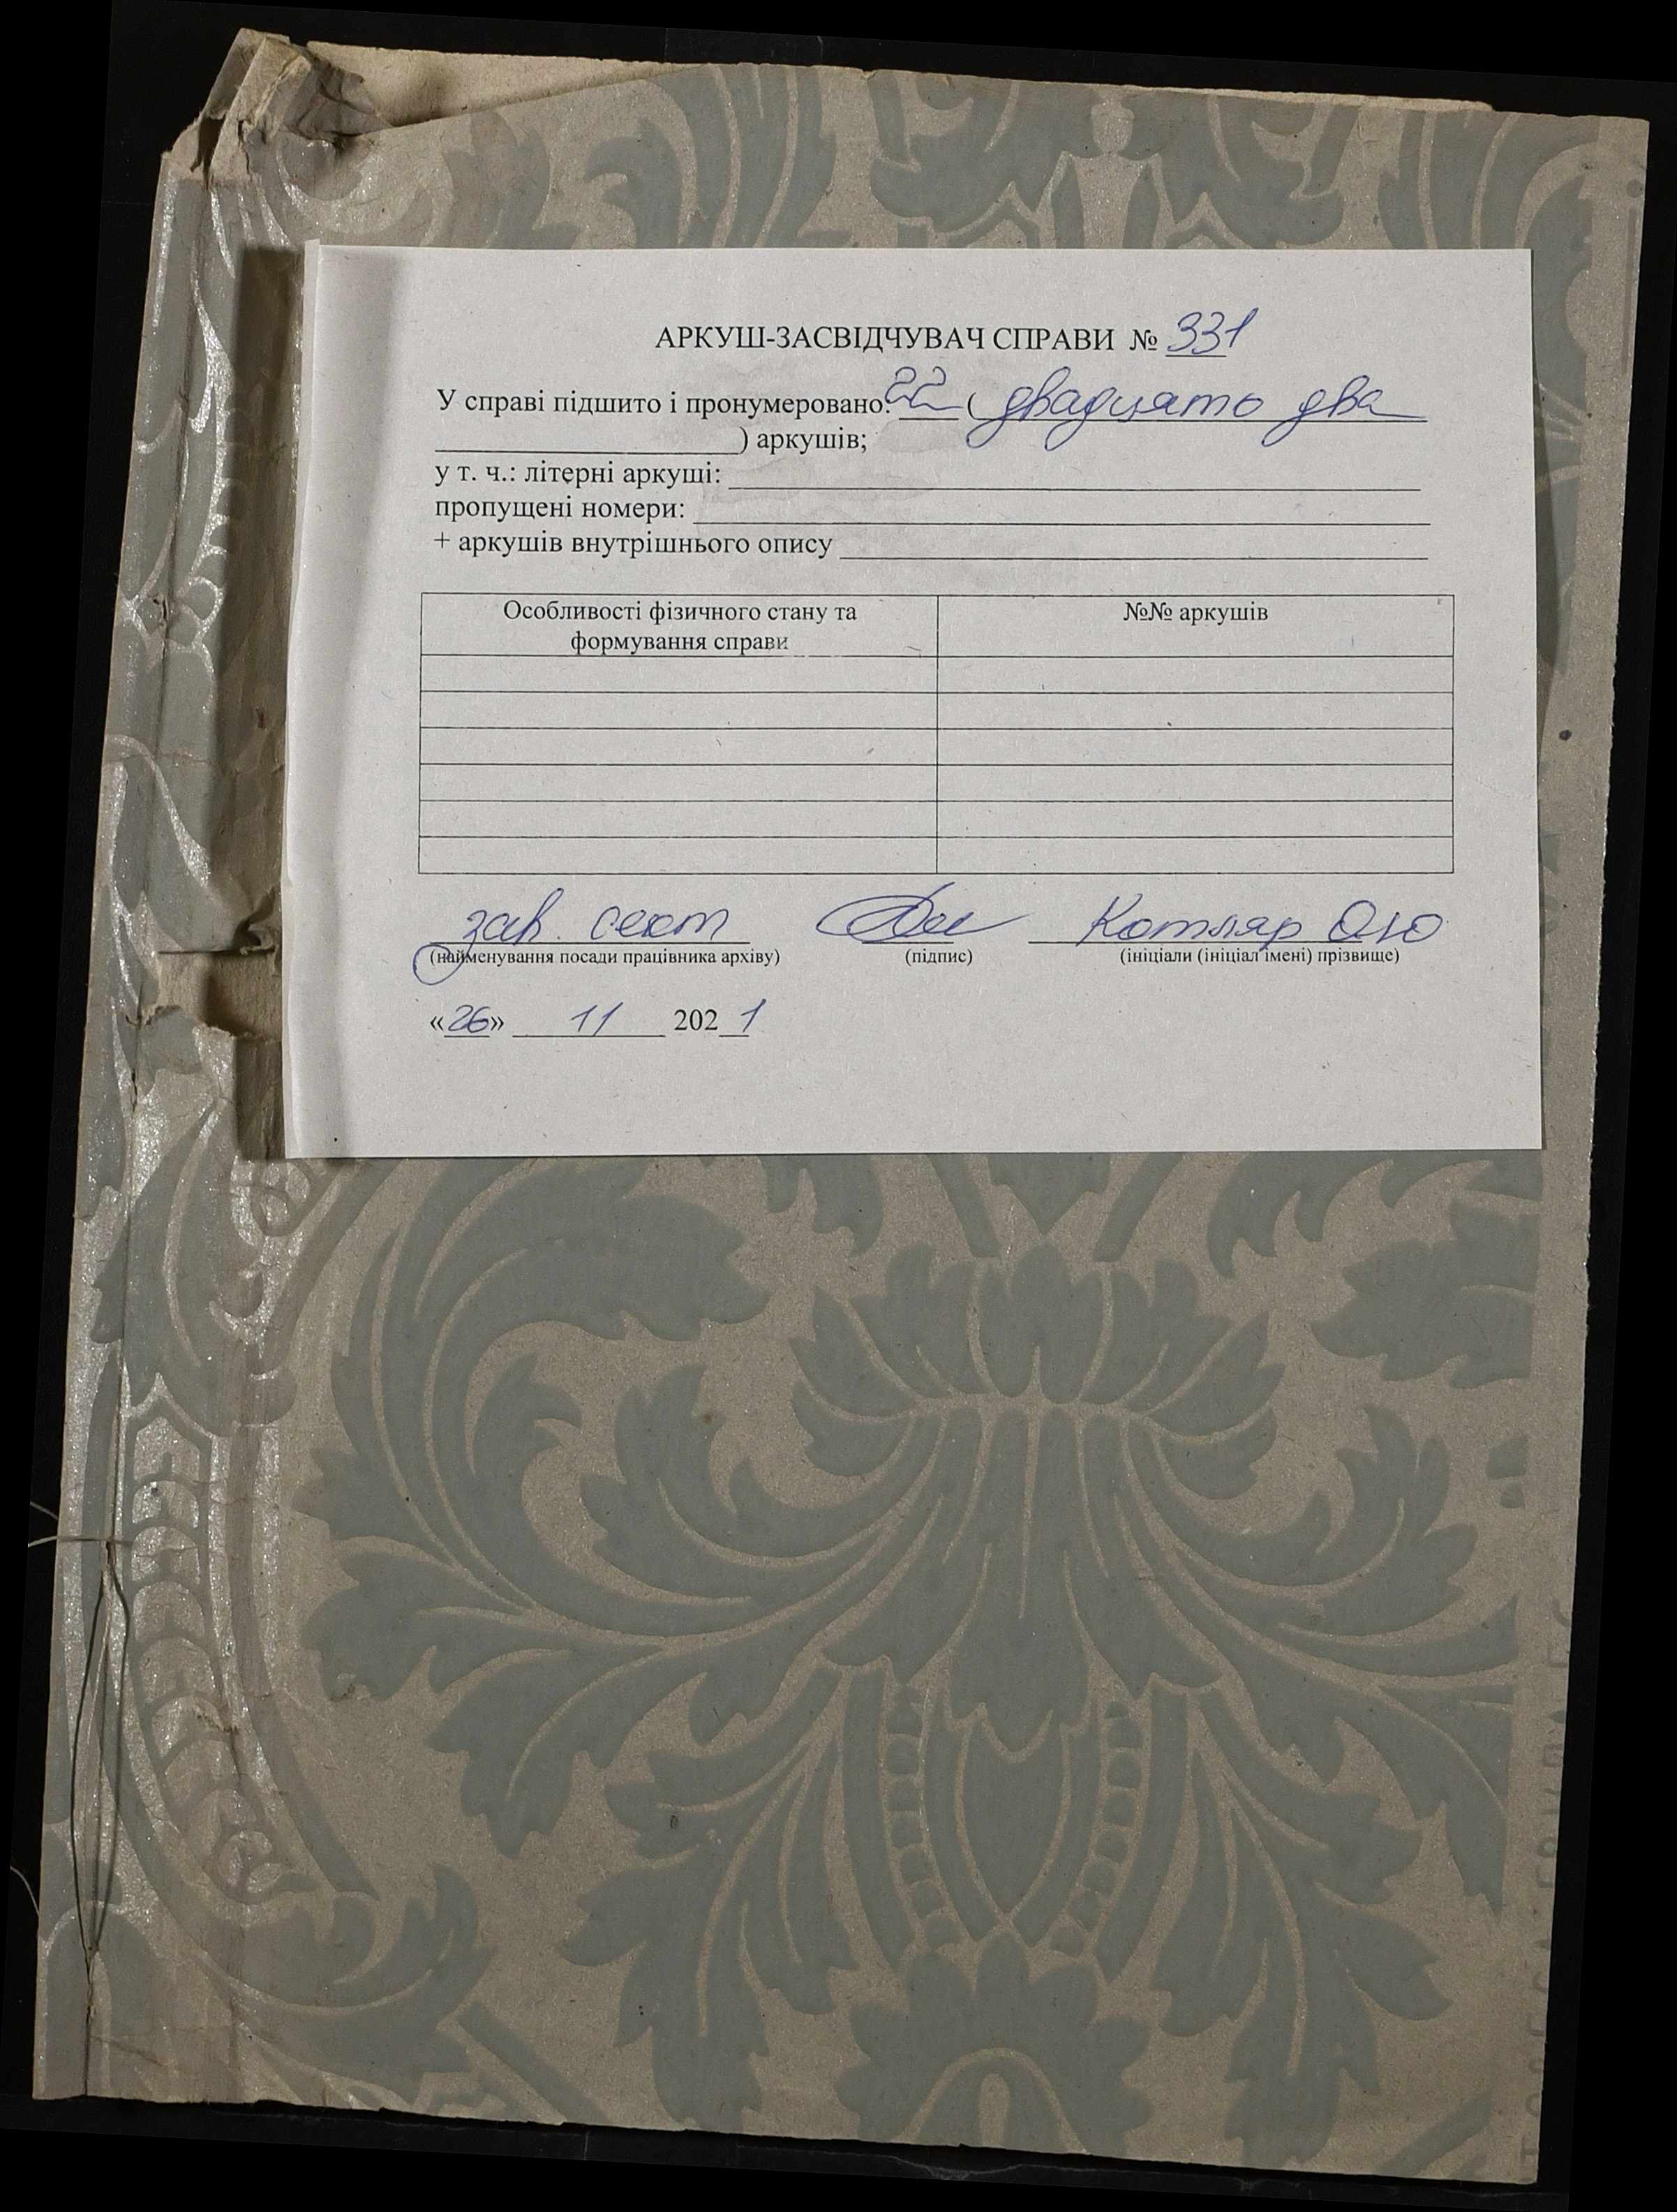 АРКУШ-ЗАСВІДЧУВАЧ СПРАВИ № 331
У справі підшито і пронумеровано: 22 ( двадцято два
) аркушів;
у т. ч.: літерні аркуші:
пропущені номери:
+ аркушів внутрішнього опису
Особливості фізичного стану та формування справи
№№ аркушів
зав. сект Котляр ОЮ
(найменування посади працівника архіву) (підпис) (ініціали (ініціал імені) прізвище)
«26» 11 2021